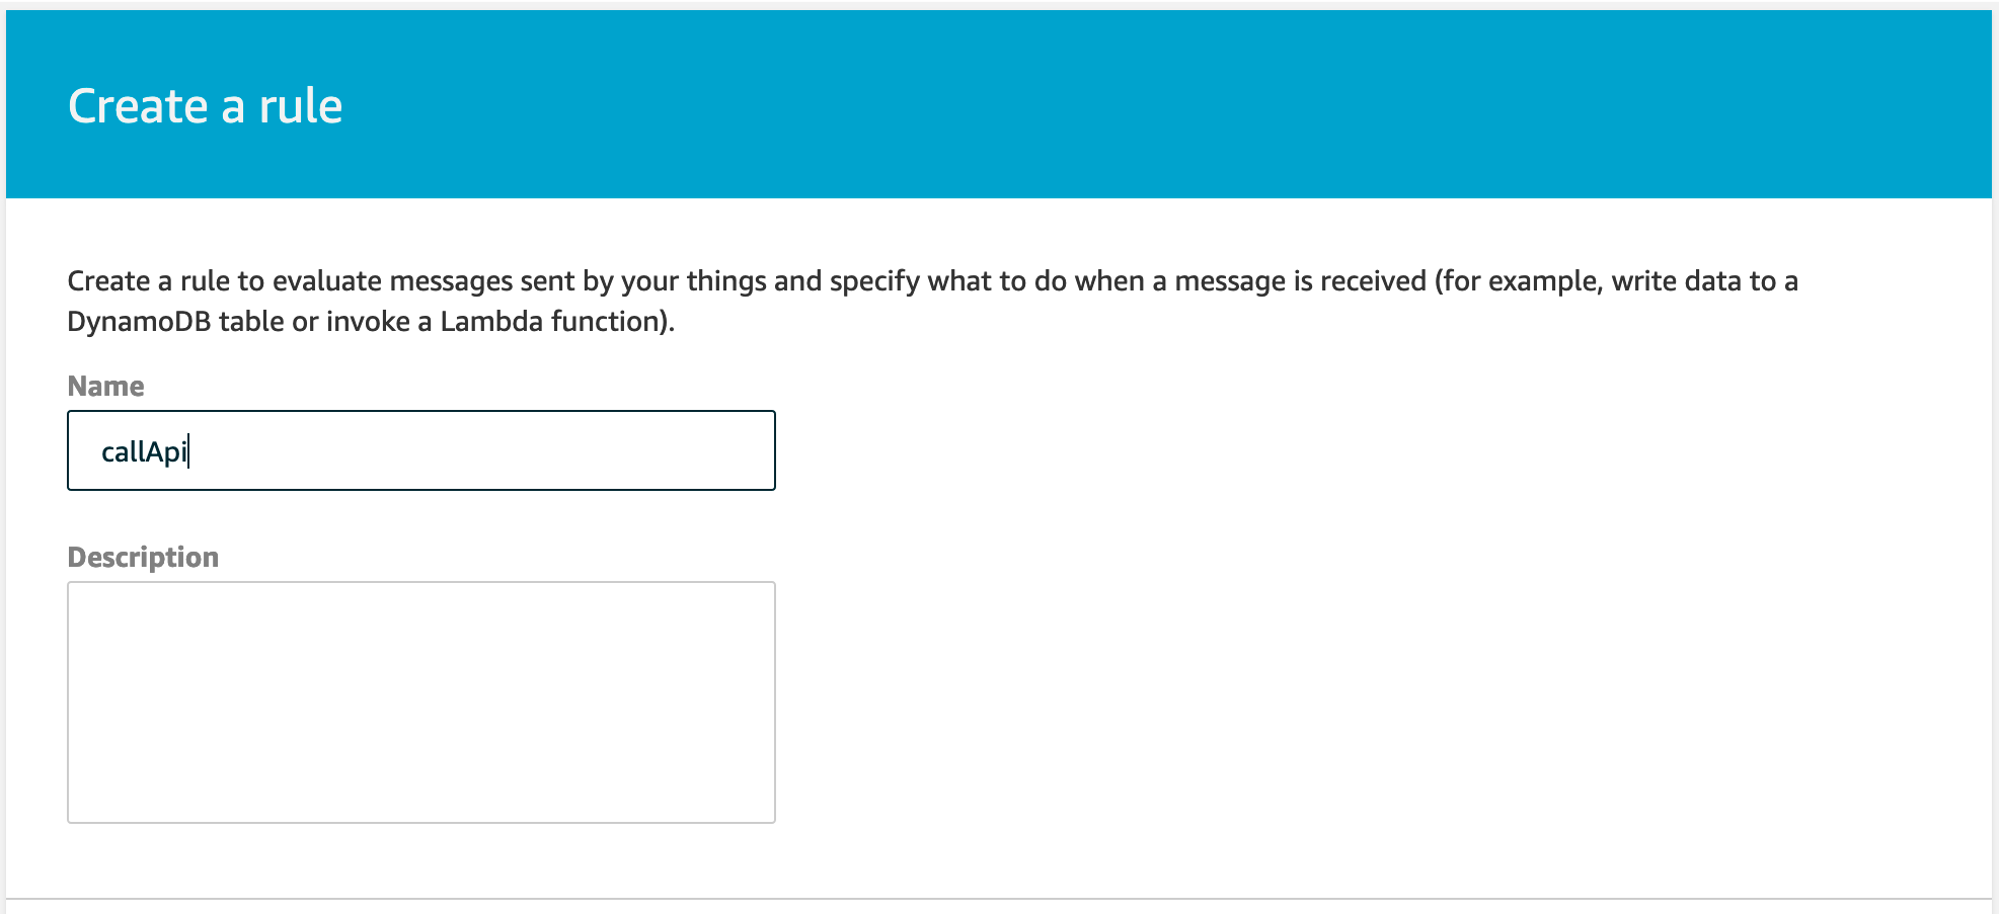 Create a rule
Create a rule to evaluate messages sent by your things and specify what to do when a message is received (for example, write data to a
DynamoDB table or invoke a Lambda function).
Name
callApi
Description